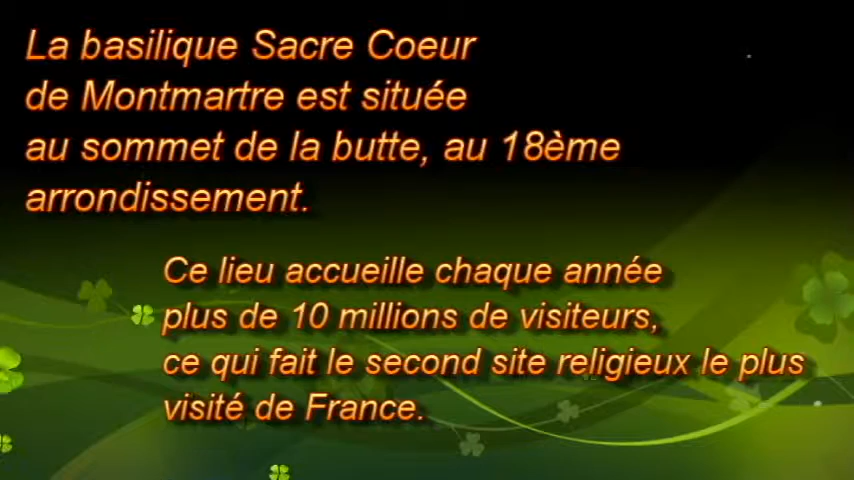 La basilique Sacre Coeur
de Montmartre est située
au sommet de la butte, au 18ème
arrondissement.
Ce lieu accueille chaque année
plus de 10 millions de visiteurs,
ce qui fait le second site religieux le plus
visité de France.